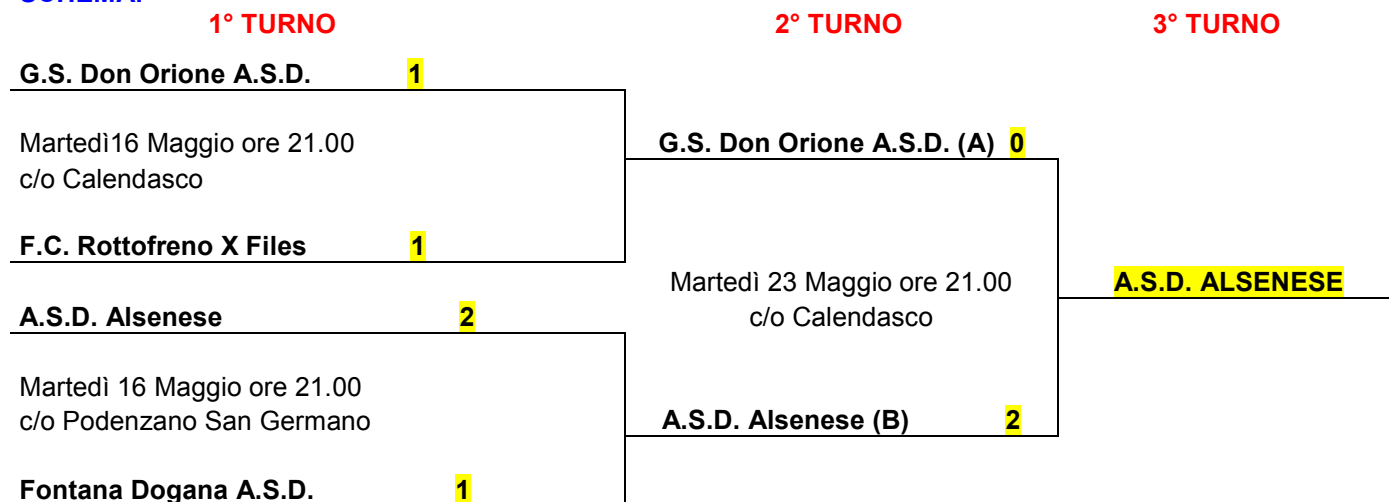 SCHEMA:
1° TURNO 2° TURNO 3° TURNO
G.S. Don Orione A.S.D. 1
Martedì16 Maggio ore 21.00
c/o Calendasco
G.S. Don Orione A.S.D. (A) 0
F.C. Rottofreno X Files 1
Martedì 23 Maggio ore 21.00
c/o Calendasco
A.S.D. ALSENESE
A.S.D. Alsenese 2
Martedì 16 Maggio ore 21.00
c/o Podenzano San Germano
A.S.D. Alsenese (B) 2
Fontana Dogana A.S.D. 1